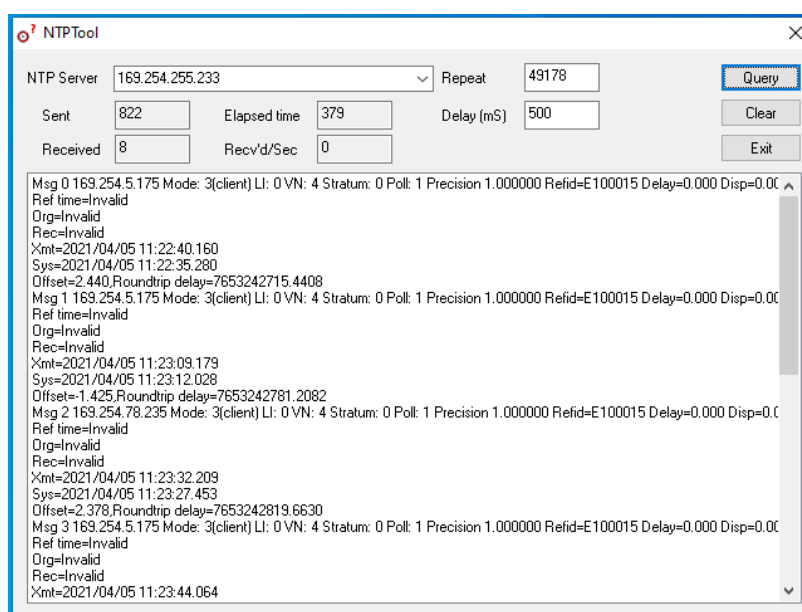 NTPTool
NTP Server 169.254.255.233 Repeat 49178 Query
Sent 822 Elapsed time 379 Delay (mS) 500 Clear
Received 8 Recv'd/Sec 0 Exit
Msg 0 169.254.5.175 Mode: 3(client) LI: 0 VN: 4 Stratum: 0 Poll: 1 Precision 1.000000 Refid=E100015 Delay=0.000 Disp=0.00
Ref time=Invalid
Org=Invalid
Rec=Invalid
Xmt=2021/04/05 11:22:40.160
Sys=2021/04/05 11:22:35.280
Offset=2.440,Roundtrip delay=7653242715.4408
Msg 1 169.254.5.175 Mode: 3(client) LI: 0 VN: 4 Stratum: 0 Poll: 1 Precision 1.000000 Refid=E100015 Delay=0.000 Disp=0.00
Ref time=Invalid
Org=Invalid
Rec=Invalid
Xmt=2021/04/05 11:23:09.179
Sys=2021/04/05 11:23:12.028
Offset=-1.425,Roundtrip delay=7653242781.2082
Msg 2 169.254.78.235 Mode: 3(client) LI: 0 VN: 4 Stratum: 0 Poll: 1 Precision 1.000000 Refid=E100015 Delay=0.000 Disp=0.0
Ref time=Invalid
Org=Invalid
Rec=Invalid
Xmt=2021/04/05 11:23:32.209
Sys=2021/04/05 11:23:27.453
Offset=2.378,Roundtrip delay=7653242819.6630
Msg 3 169.254.5.175 Mode: 3(client) LI: 0 VN: 4 Stratum: 0 Poll: 1 Precision 1.000000 Refid=E100015 Delay=0.000 Disp=0.00
Ref time=Invalid
Org=Invalid
Rec=Invalid
Xmt=2021/04/05 11:23:44.064